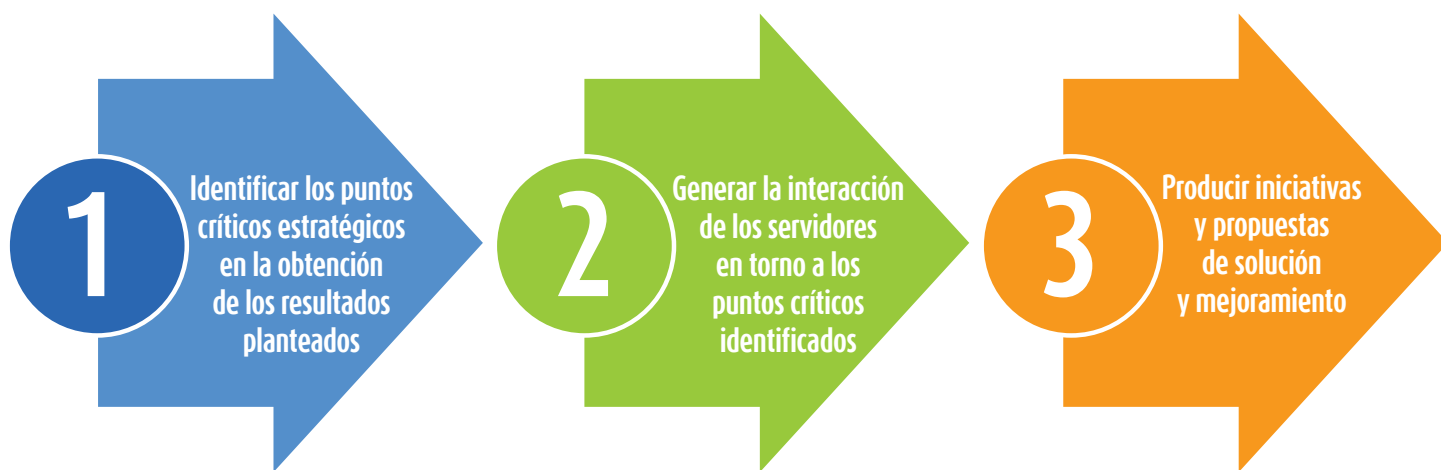 1
Identificar los puntos
críticos estratégicos
en la obtención
de los resultados
planteados
2
Generar la interacción
de los servidores
en torno a los
puntos críticos
identificados
3
Producir iniciativas
y propuestas
de solución
y mejoramiento